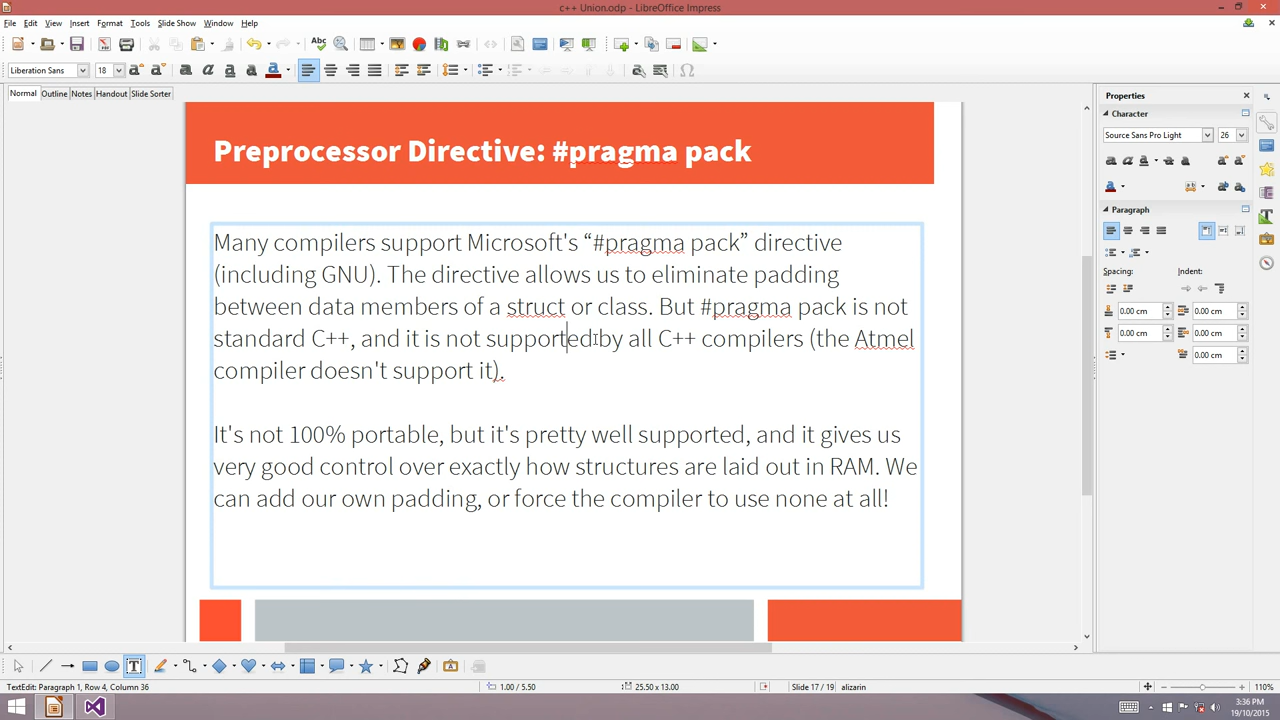 c++ Union.odp - LibreOffice Impress
File Edit View Insert Format Tools Slide Show Window Help
Liberation Sans 18
Normal Outline Notes Handout Slide Sorter
Preprocessor Directive: #pragma pack
Many compilers support Microsoft's “#pragma pack” directive
(including GNU). The directive allows us to eliminate padding
between data members of a struct or class. But #pragma pack is not
standard C++, and it is not supported by all C++ compilers (the Atmel
compiler doesn't support it).
It's not 100% portable, but it's pretty well supported, and it gives us
very good control over exactly how structures are laid out in RAM. We
can add our own padding, or force the compiler to use none at all!
Properties
Character
Source Sans Pro Light 26
Paragraph
Spacing: Indent:
0.00 cm 0.00 cm
0.00 cm 0.00 cm
0.00 cm
TextEdit: Paragraph 1, Row 4, Column 36
1.00 / 5.50
25.50 x 13.00
Slide 17 / 19
alizarin
110%
3:36 PM
19/10/2015